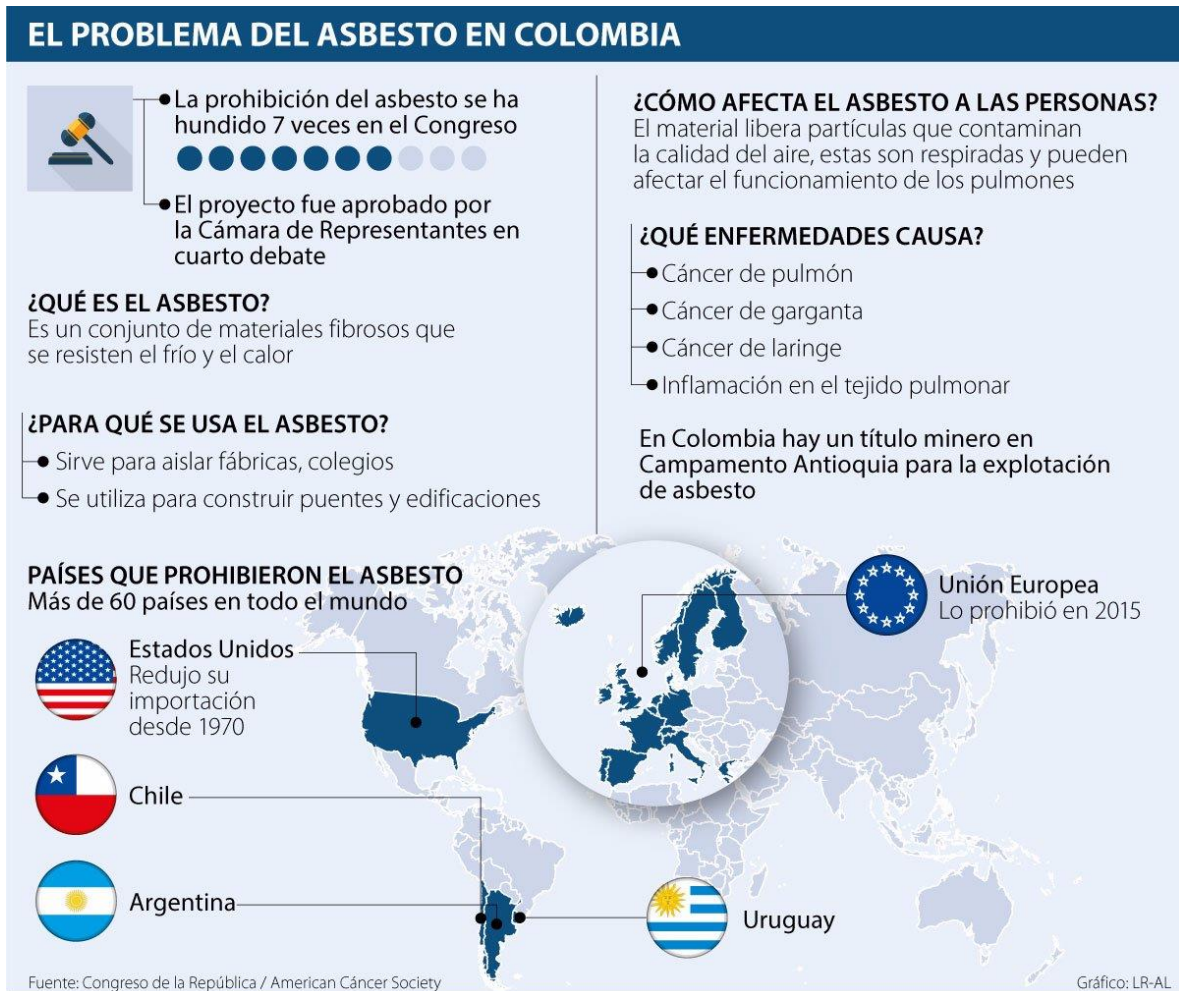 EL PROBLEMA DEL ASBESTO EN COLOMBIA
La prohibición del asbesto se ha
hundido 7 veces en el Congreso
El proyecto fue aprobado por
la Cámara de Representantes en
cuarto debate
¿QUÉ ES EL ASBESTO?
Es un conjunto de materiales fibrosos que
se resisten el frío y el calor
¿PARA QUÉ SE USA EL ASBESTO?
Sirve para aislar fábricas, colegios
Se utiliza para construir puentes y edificaciones
¿CÓMO AFECTA EL ASBESTO A LAS PERSONAS?
El material libera partículas que contaminan
la calidad del aire, estas son respiradas y pueden
afectar el funcionamiento de los pulmones
¿QUÉ ENFERMEDADES CAUSA?
Cáncer de pulmón
Cáncer de garganta
Cáncer de laringe
Inflamación en el tejido pulmonar
En Colombia hay un título minero en
Campamento Antioquia para la explotación
de asbesto
PAÍSES QUE PROHIBIERON EL ASBESTO
Más de 60 países en todo el mundo
Estados Unidos
Redujo su
importación
desde 1970
Chile
Argentina
Unión Europea
Lo prohibió en 2015
Uruguay
Fuente: Congreso de la República / American Cáncer Society
Gráfico: LR-AL